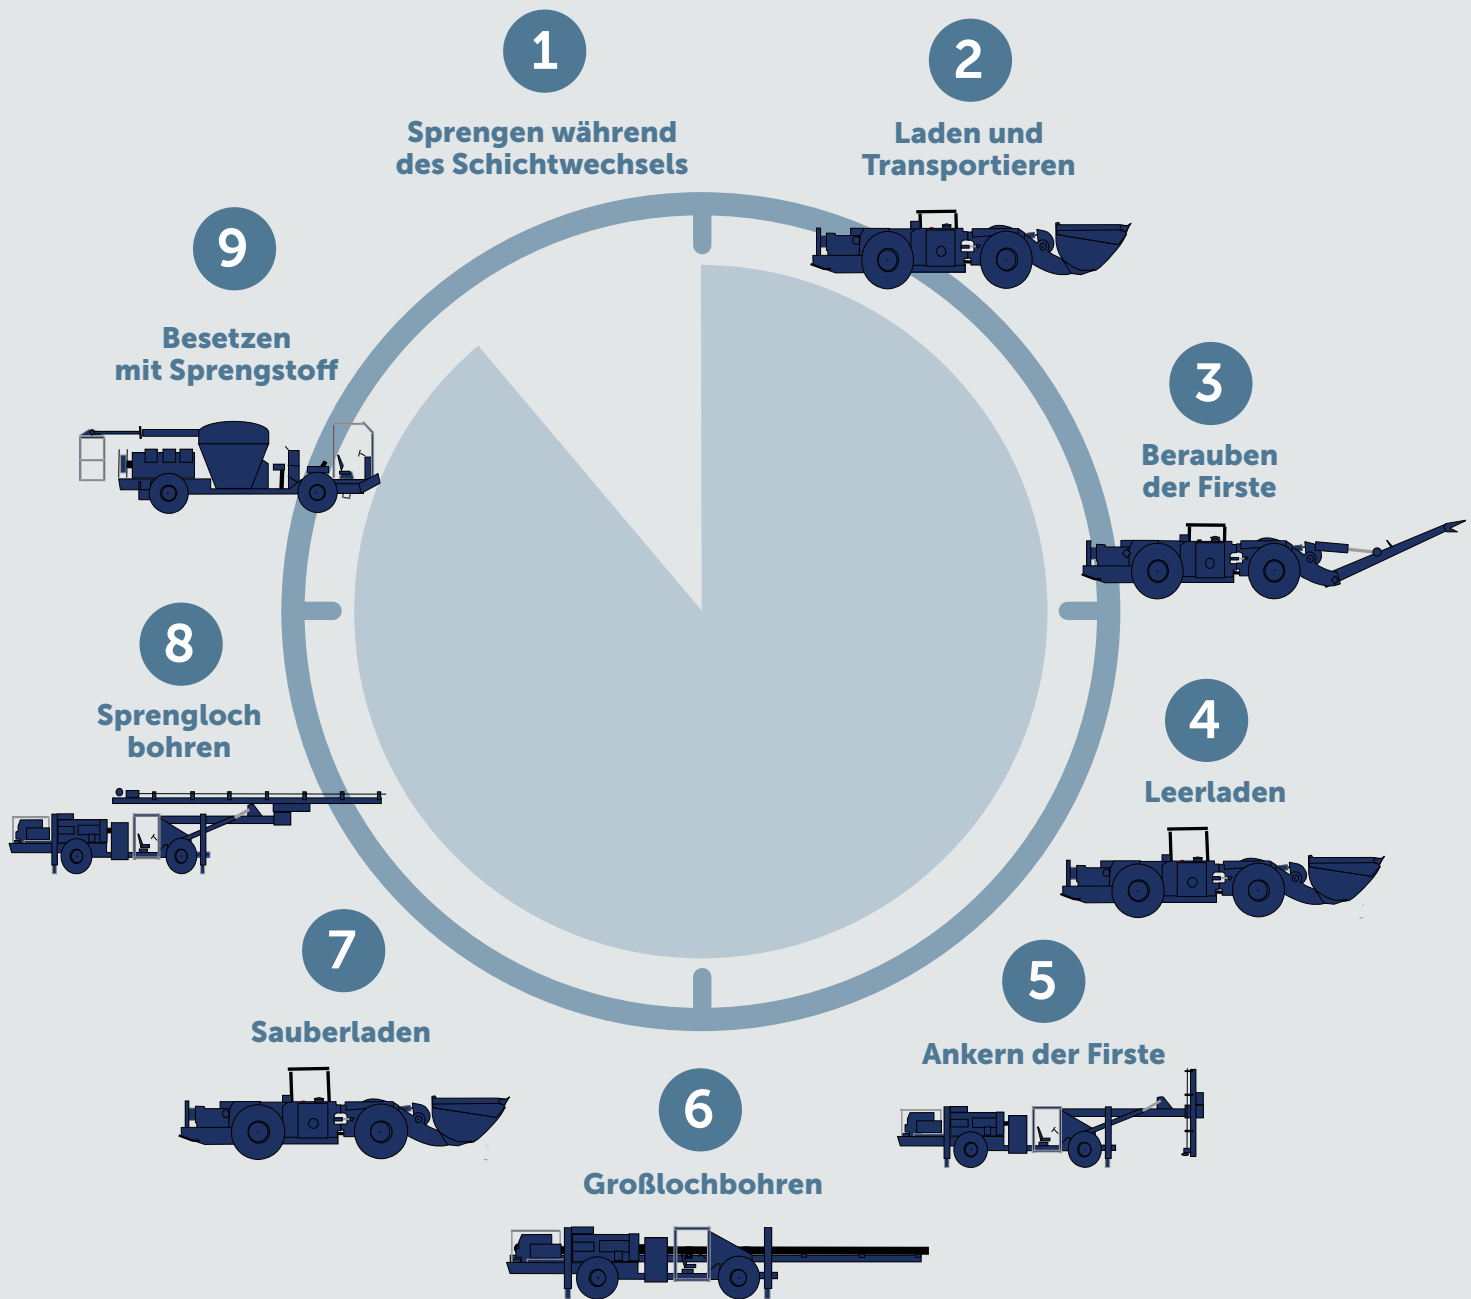 1
Sprengen während
des Schichtwechsels
2
Laden und
Transportieren
3
Berauben
der Firste
4
Leerladen
5
Ankern der Firste
6
Großlochbohren
7
Sauberladen
8
Sprengloch
bohren
9
Besetzen
mit Sprengstoff